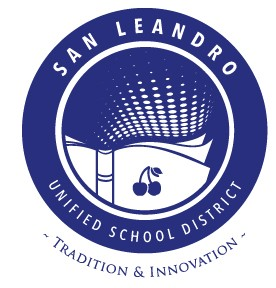 SAN LEANDRO
UNIFIED SCHOOL DISTRICT
~ TRADITION & INNOVATION ~